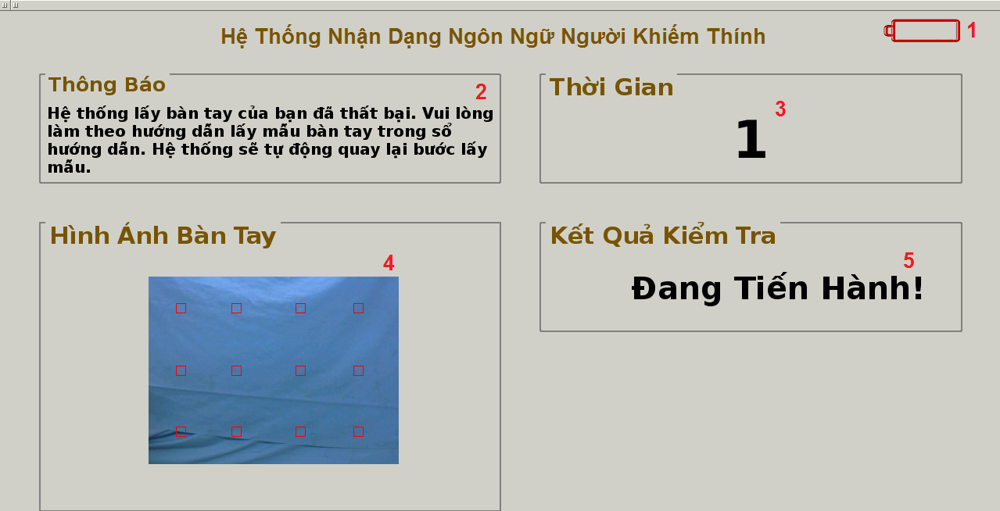 Hệ Thống Nhận Dạng Ngôn Ngữ Người Khiếm Thính
1
Thông Báo
2
Hệ thống lấy bàn tay của bạn đã thất bại. Vui lòng
làm theo hướng dẫn lấy mẫu bàn tay trong sổ
hướng dẫn. Hệ thống sẽ tự động quay lại bước lấy
mẫu.
Thời Gian
3
1
Hình Ảnh Bàn Tay
4
Kết Quả Kiểm Tra
5
Đang Tiến Hành!